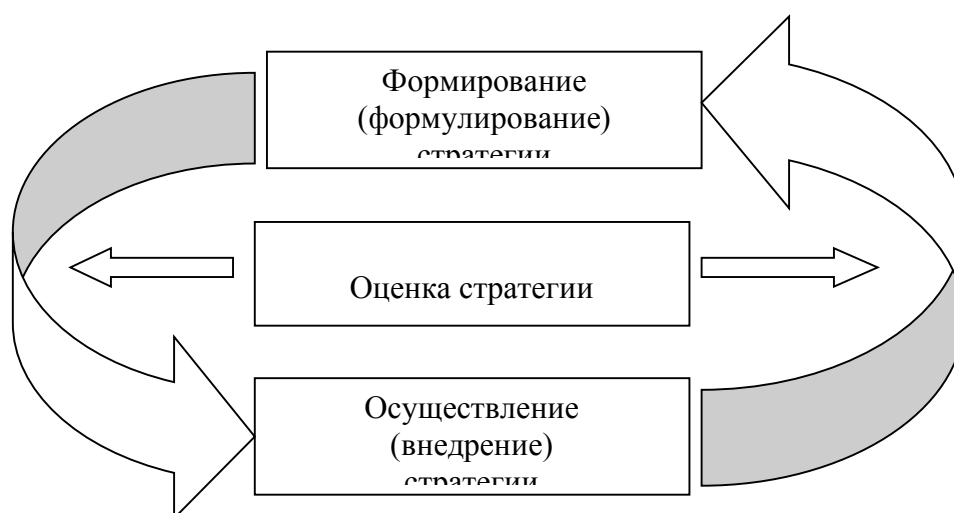 Формирование
(формулирование)
стратегии
Оценка стратегии
Осуществление
(внедрение)
стратегии